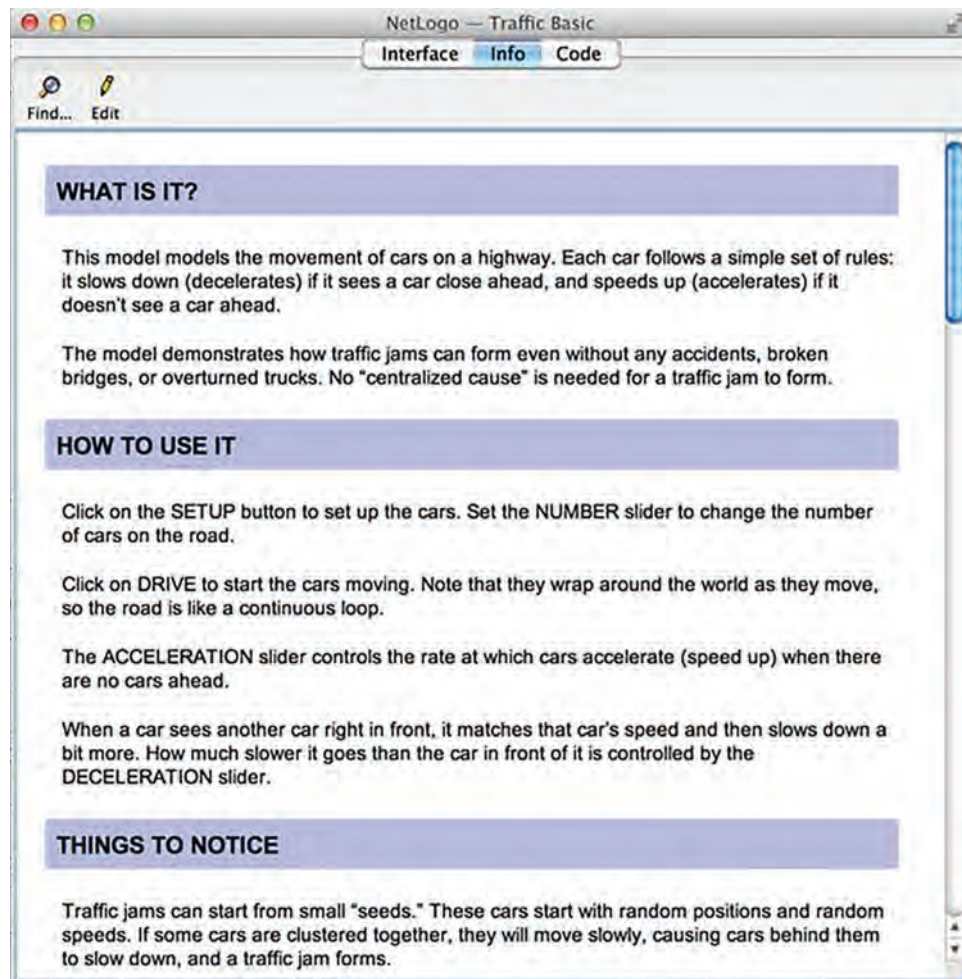 NetLogo — Traffic Basic
Interface Info Code
Find... Edit
WHAT IS IT?
This model models the movement of cars on a highway. Each car follows a simple set of rules:
it slows down (decelerates) if it sees a car close ahead, and speeds up (accelerates) if it
doesn't see a car ahead.
The model demonstrates how traffic jams can form even without any accidents, broken
bridges, or overturned trucks. No "centralized cause" is needed for a traffic jam to form.
HOW TO USE IT
Click on the SETUP button to set up the cars. Set the NUMBER slider to change the number
of cars on the road.
Click on DRIVE to start the cars moving. Note that they wrap around the world as they move,
so the road is like a continuous loop.
The ACCELERATION slider controls the rate at which cars accelerate (speed up) when there
are no cars ahead.
When a car sees another car right in front, it matches that car's speed and then slows down a
bit more. How much slower it goes than the car in front of it is controlled by the
DECELERATION slider.
THINGS TO NOTICE
Traffic jams can start from small "seeds." These cars start with random positions and random
speeds. If some cars are clustered together, they will move slowly, causing cars behind them
to slow down, and a traffic jam forms.